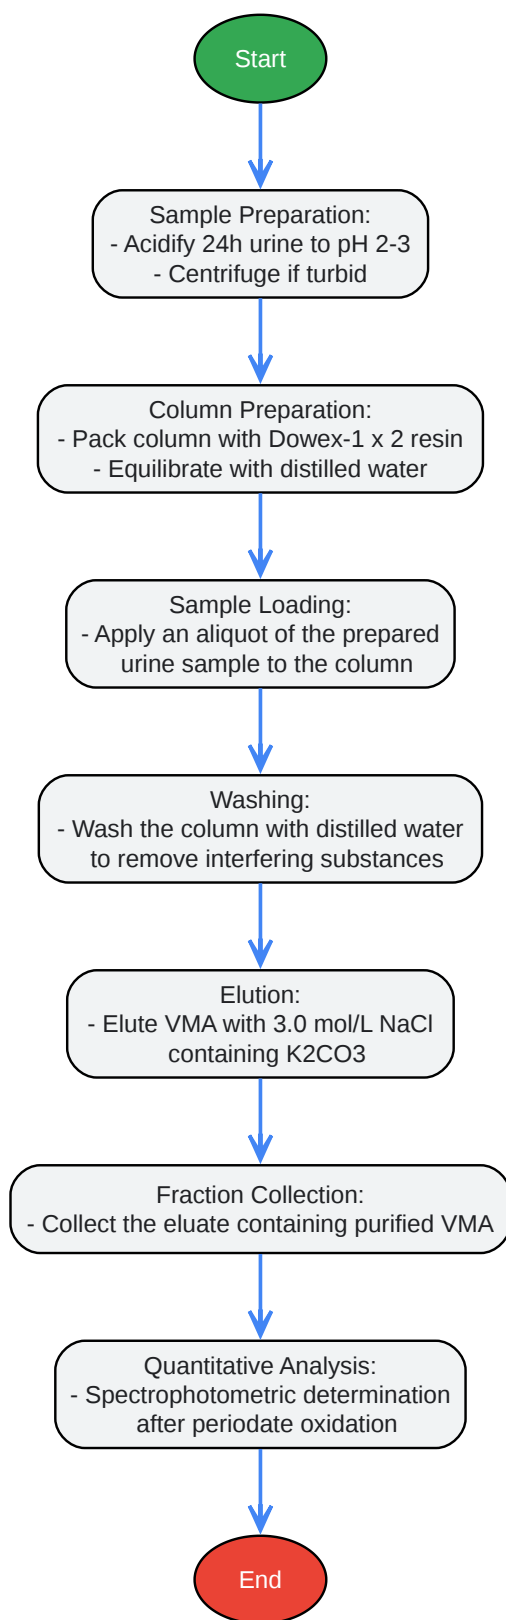 Start
Sample Preparation:
- Acidify 24h urine to pH 2-3
- Centrifuge if turbid
Column Preparation:
- Pack column with Dowex-1 x 2 resin
- Equilibrate with distilled water
Sample Loading:
- Apply an aliquot of the prepared
urine sample to the column
Washing:
- Wash the column with distilled water
to remove interfering substances
Elution:
- Elute VMA with 3.0 mol/L NaCl
containing K2CO3
Fraction Collection:
- Collect the eluate containing purified VMA
Quantitative Analysis:
- Spectrophotometric determination
after periodate oxidation
End